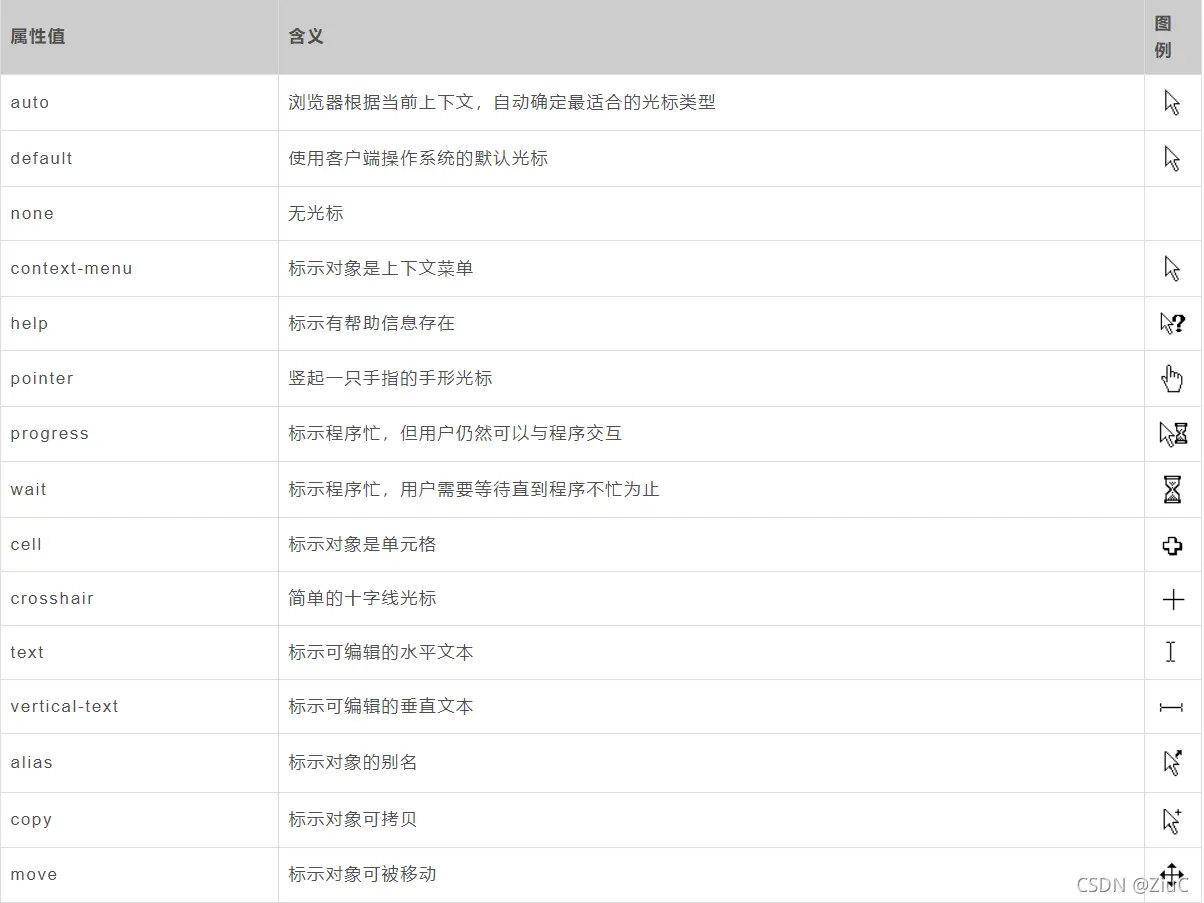 属性值 含义 图例
auto 浏览器根据当前上下文，自动确定最适合的光标类型
default 使用客户端操作系统的默认光标
none 无光标
context-menu 标示对象是上下文菜单
help 标示有帮助信息存在
pointer 竖起一只手指的手形光标
progress 标示程序忙，但用户仍然可以与程序交互
wait 标示程序忙，用户需要等待直到程序不忙为止
cell 标示对象是单元格
crosshair 简单的十字线光标
text 标示可编辑的水平文本
vertical-text 标示可编辑的垂直文本
alias 标示对象的别名
copy 标示对象可拷贝
move 标示对象可被移动
CSDN @ZiuC